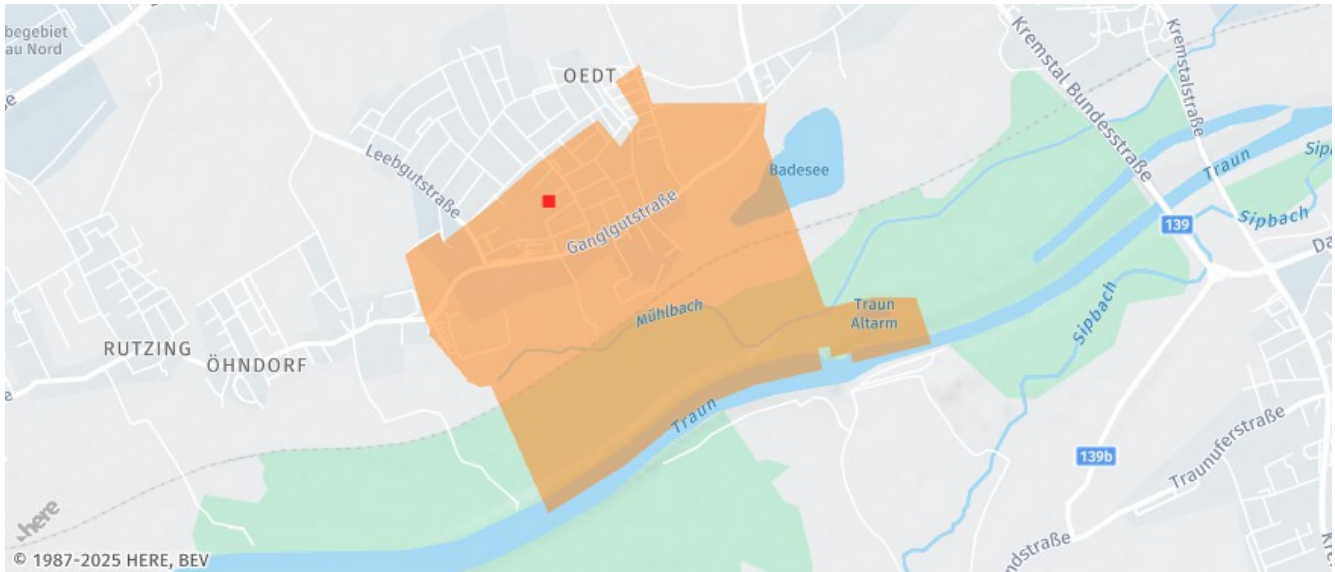 begebiet
au Nord
OEDT
Kremstal Bundesstraße
Kremstalstraße
Leebgutstraße
Badesee
Traun
Ganglgutstraße
139
Sipbach
Mühlbach
Traun
Altarm
Sipbach
RUTZING
ÖHNDORF
Traun
Traunuferstraße
139b
here
ndstraße
© 1987-2025 HERE, BEV